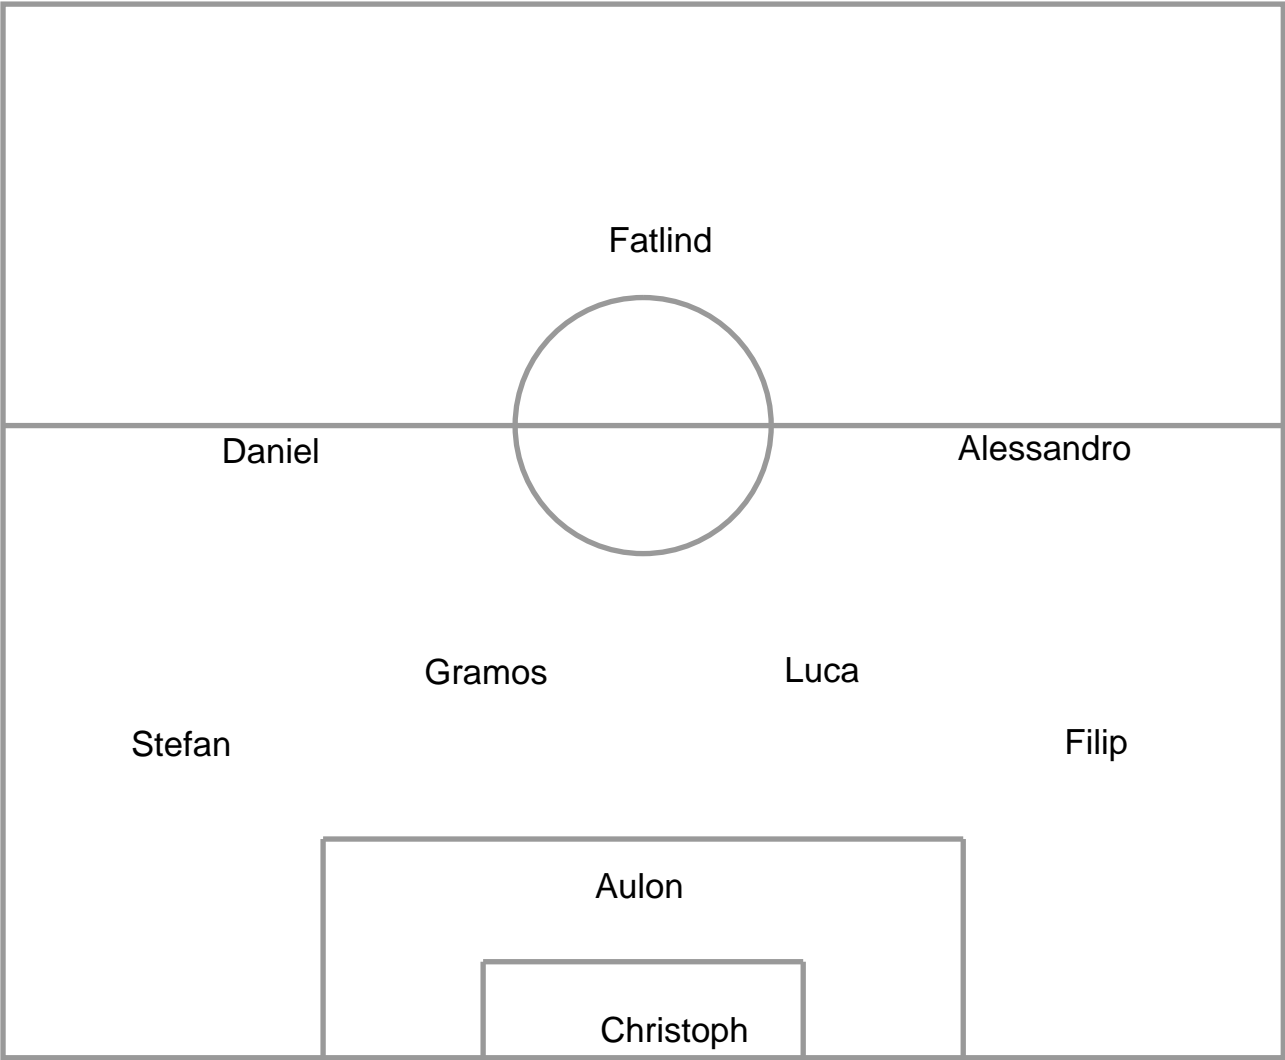 Fatlind
Daniel
Alessandro
Gramos
Luca
Stefan
Filip
Aulon
Christoph